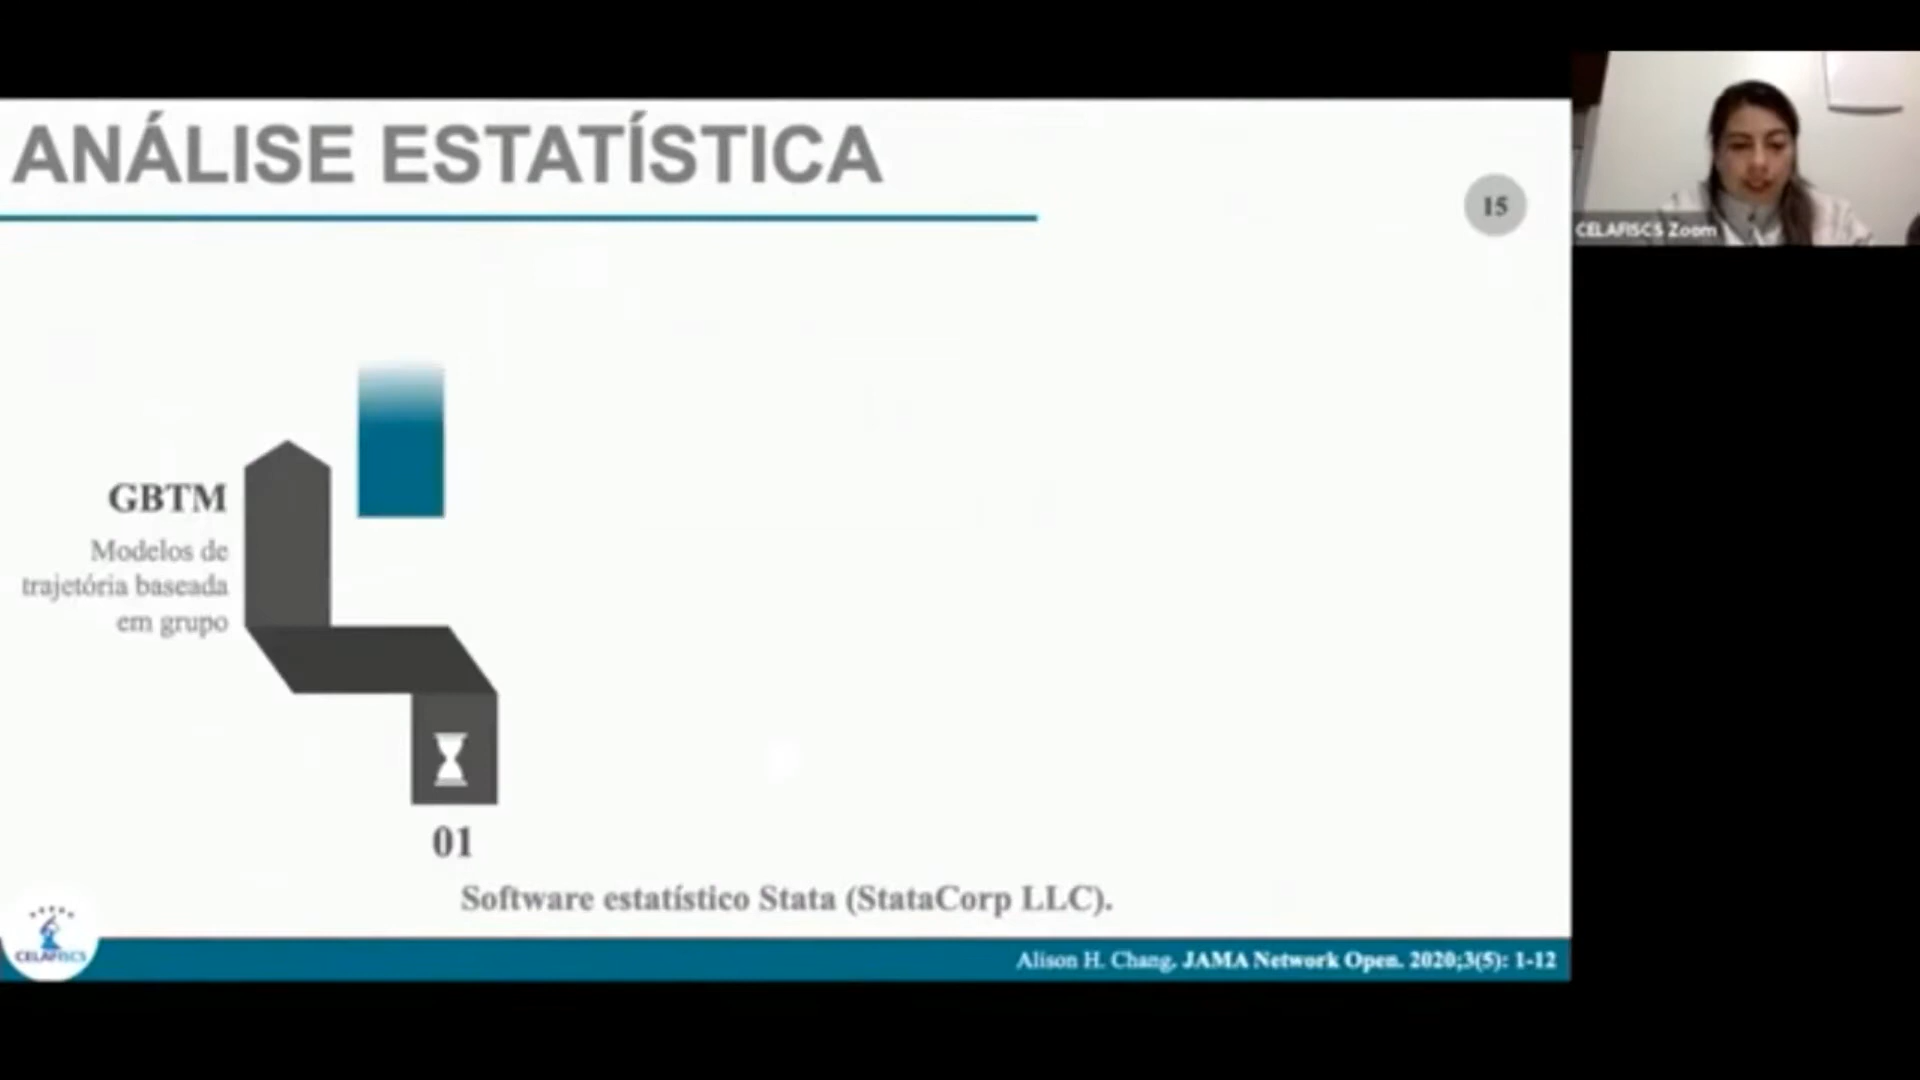 ANÁLISE ESTATÍSTICA
15
CELAFISCS Zoom
GBTM
Modelos de
trajetória baseada
em grupo
01
Software estatístico Stata (StataCorp LLC).
CELAFISCS
Alison H. Chang. JAMA Network Open. 2020;3(5): 1-12